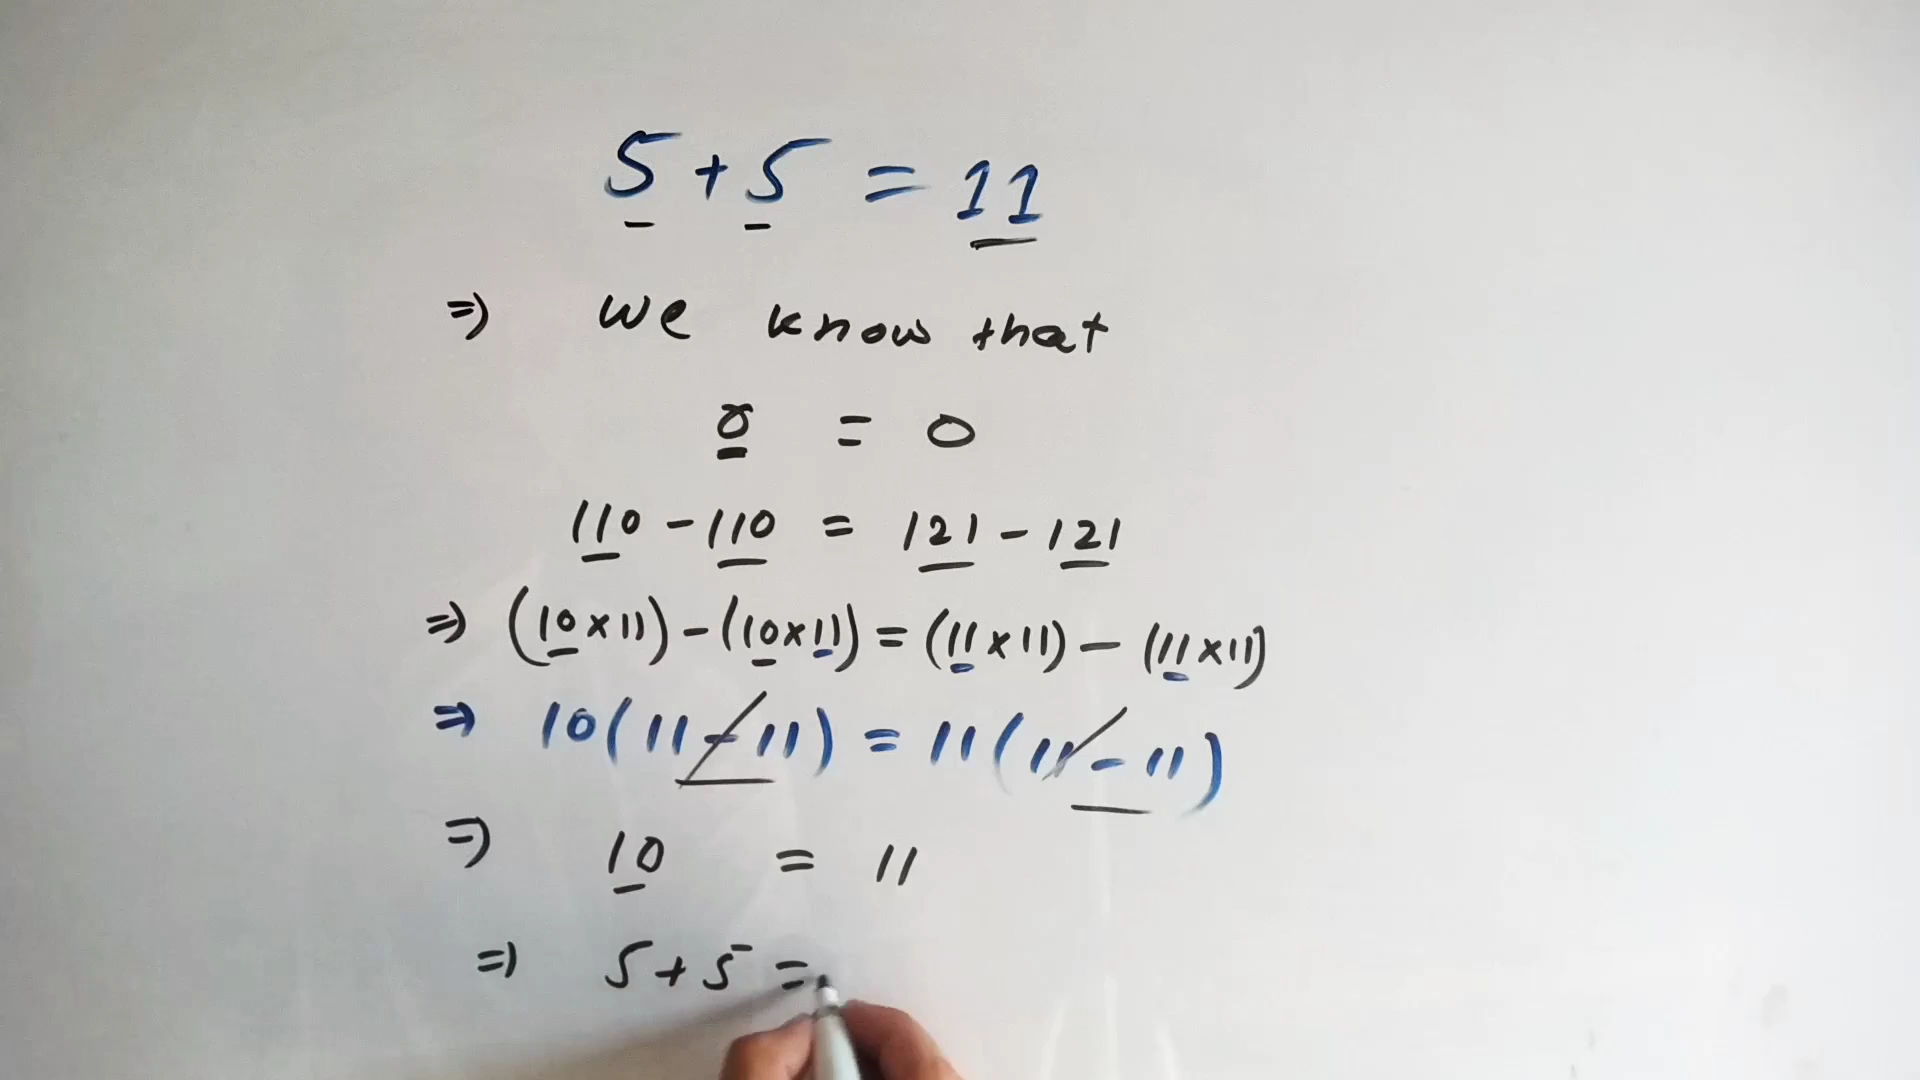 5 + 5 = 11
⇒ we know that
0 = 0
110 - 110 = 121 - 121
⇒ (10×11) - (10×11) = (11×11) - (11×11)
⇒ 10(11-11) = 11(11-11)
⇒ 10 = 11
⇒ 5+5 =